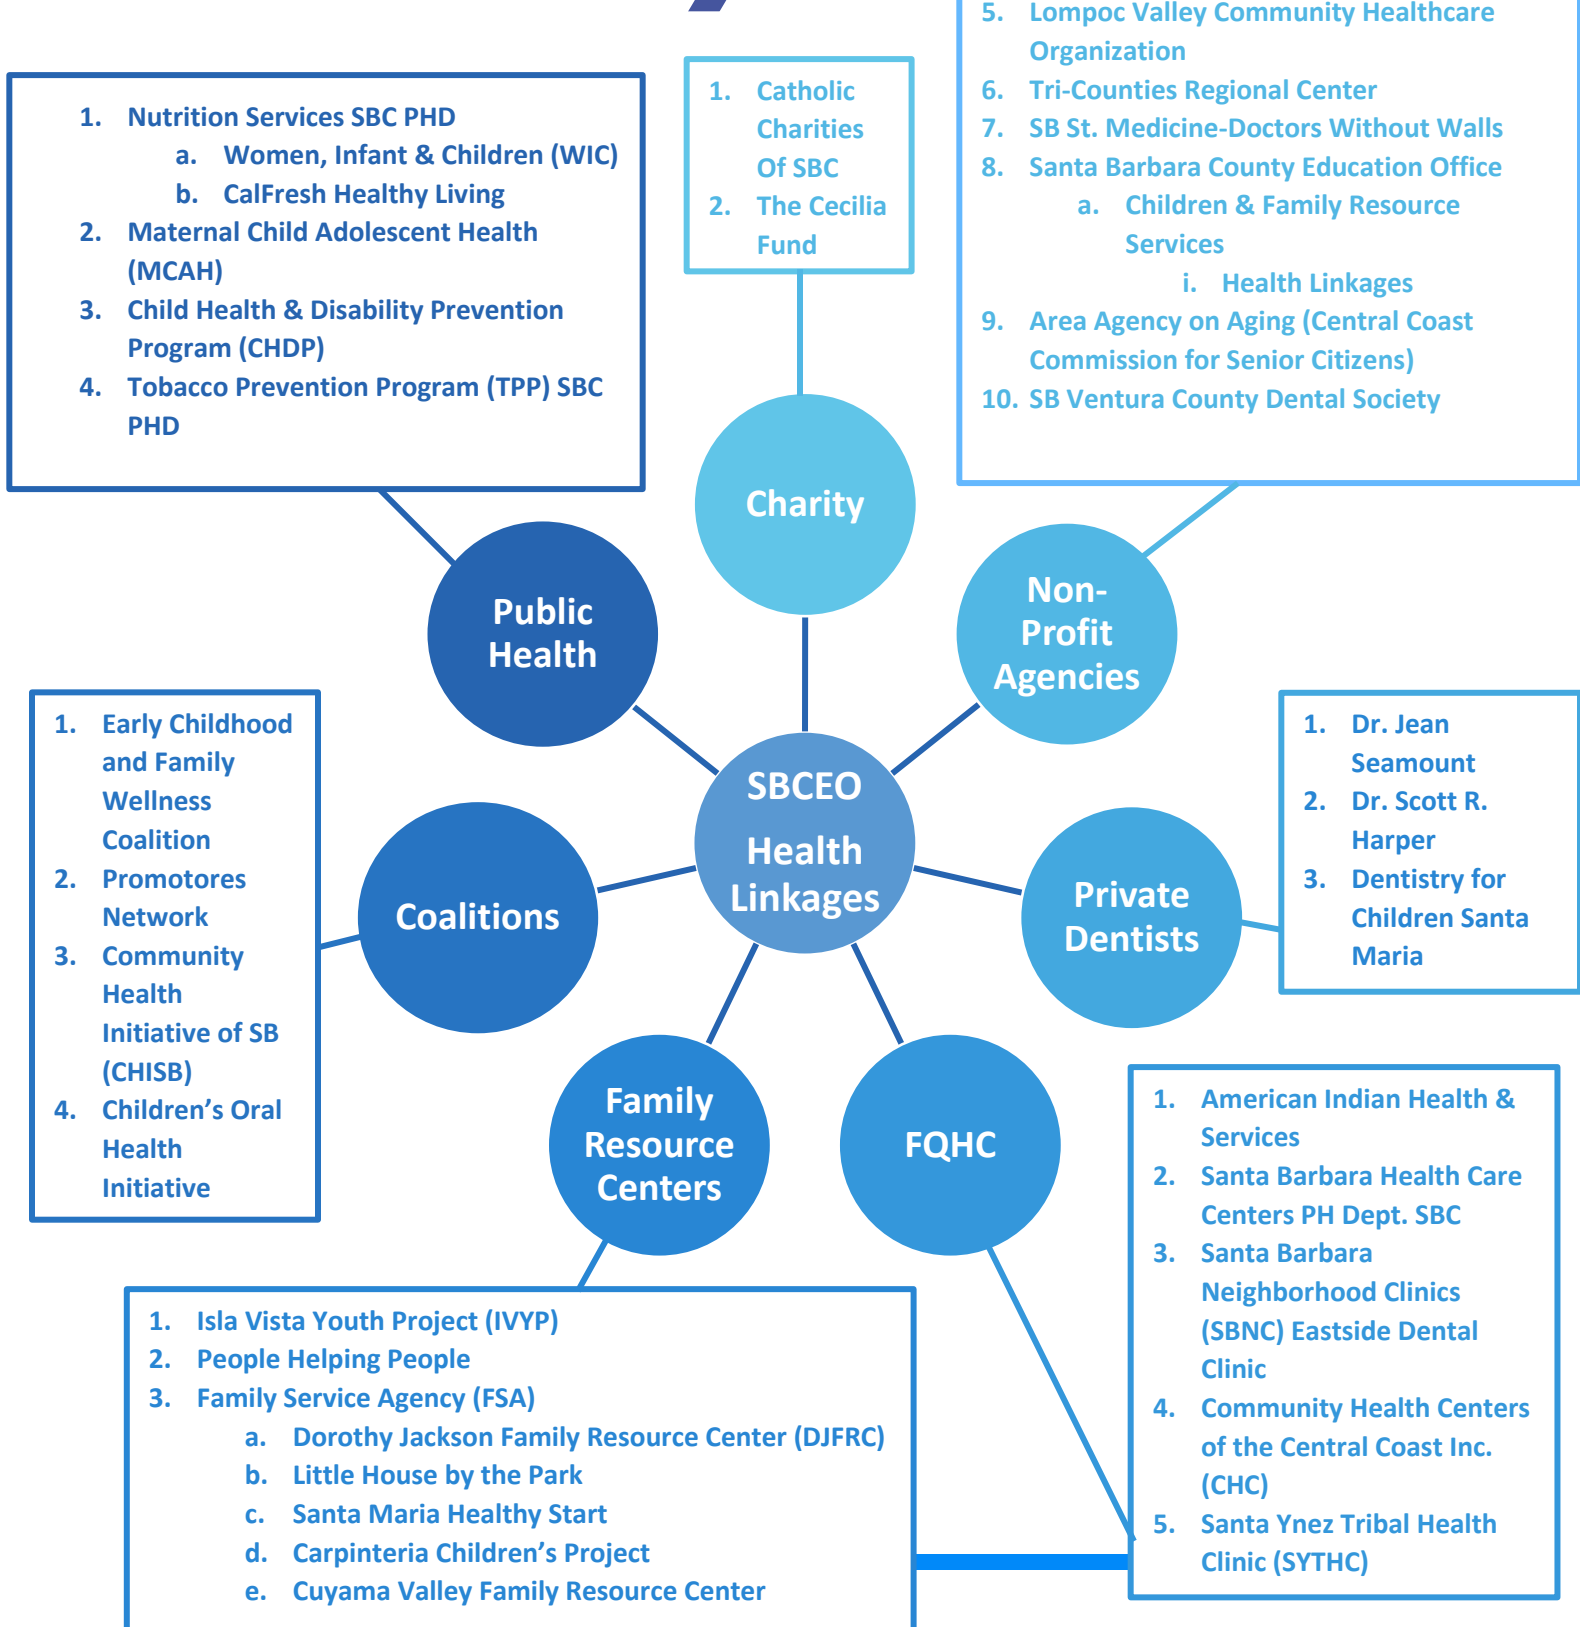 5. Lompoc Valley Community Healthcare
Organization
6. Tri-Counties Regional Center
7. SB St. Medicine-Doctors Without Walls
8. Santa Barbara County Education Office
a. Children & Family Resource
Services
i. Health Linkages
9. Area Agency on Aging (Central Coast
Commission for Senior Citizens)
10. SB Ventura County Dental Society
1. Catholic
Charities
Of SBC
2. The Cecilia
Fund
1. Nutrition Services SBC PHD
a. Women, Infant & Children (WIC)
b. CalFresh Healthy Living
2. Maternal Child Adolescent Health
(MCAH)
3. Child Health & Disability Prevention
Program (CHDP)
4. Tobacco Prevention Program (TPP) SBC
PHD
Charity
Public
Health
Non-
Profit
Agencies
1. Early Childhood
and Family
Wellness
Coalition
2. Promotores
Network
3. Community
Health
Initiative of SB
(CHISB)
4. Children’s Oral
Health
Initiative
Coalitions
SBCEO
Health
Linkages
Private
Dentists
1. Dr. Jean
Seamount
2. Dr. Scott R.
Harper
3. Dentistry for
Children Santa
Maria
Family
Resource
Centers
FQHC
1. American Indian Health &
Services
2. Santa Barbara Health Care
Centers PH Dept. SBC
3. Santa Barbara
Neighborhood Clinics
(SBNC) Eastside Dental
Clinic
4. Community Health Centers
of the Central Coast Inc.
(CHC)
5. Santa Ynez Tribal Health
Clinic (SYTHC)
1. Isla Vista Youth Project (IVYP)
2. People Helping People
3. Family Service Agency (FSA)
a. Dorothy Jackson Family Resource Center (DJFRC)
b. Little House by the Park
c. Santa Maria Healthy Start
d. Carpinteria Children’s Project
e. Cuyama Valley Family Resource Center